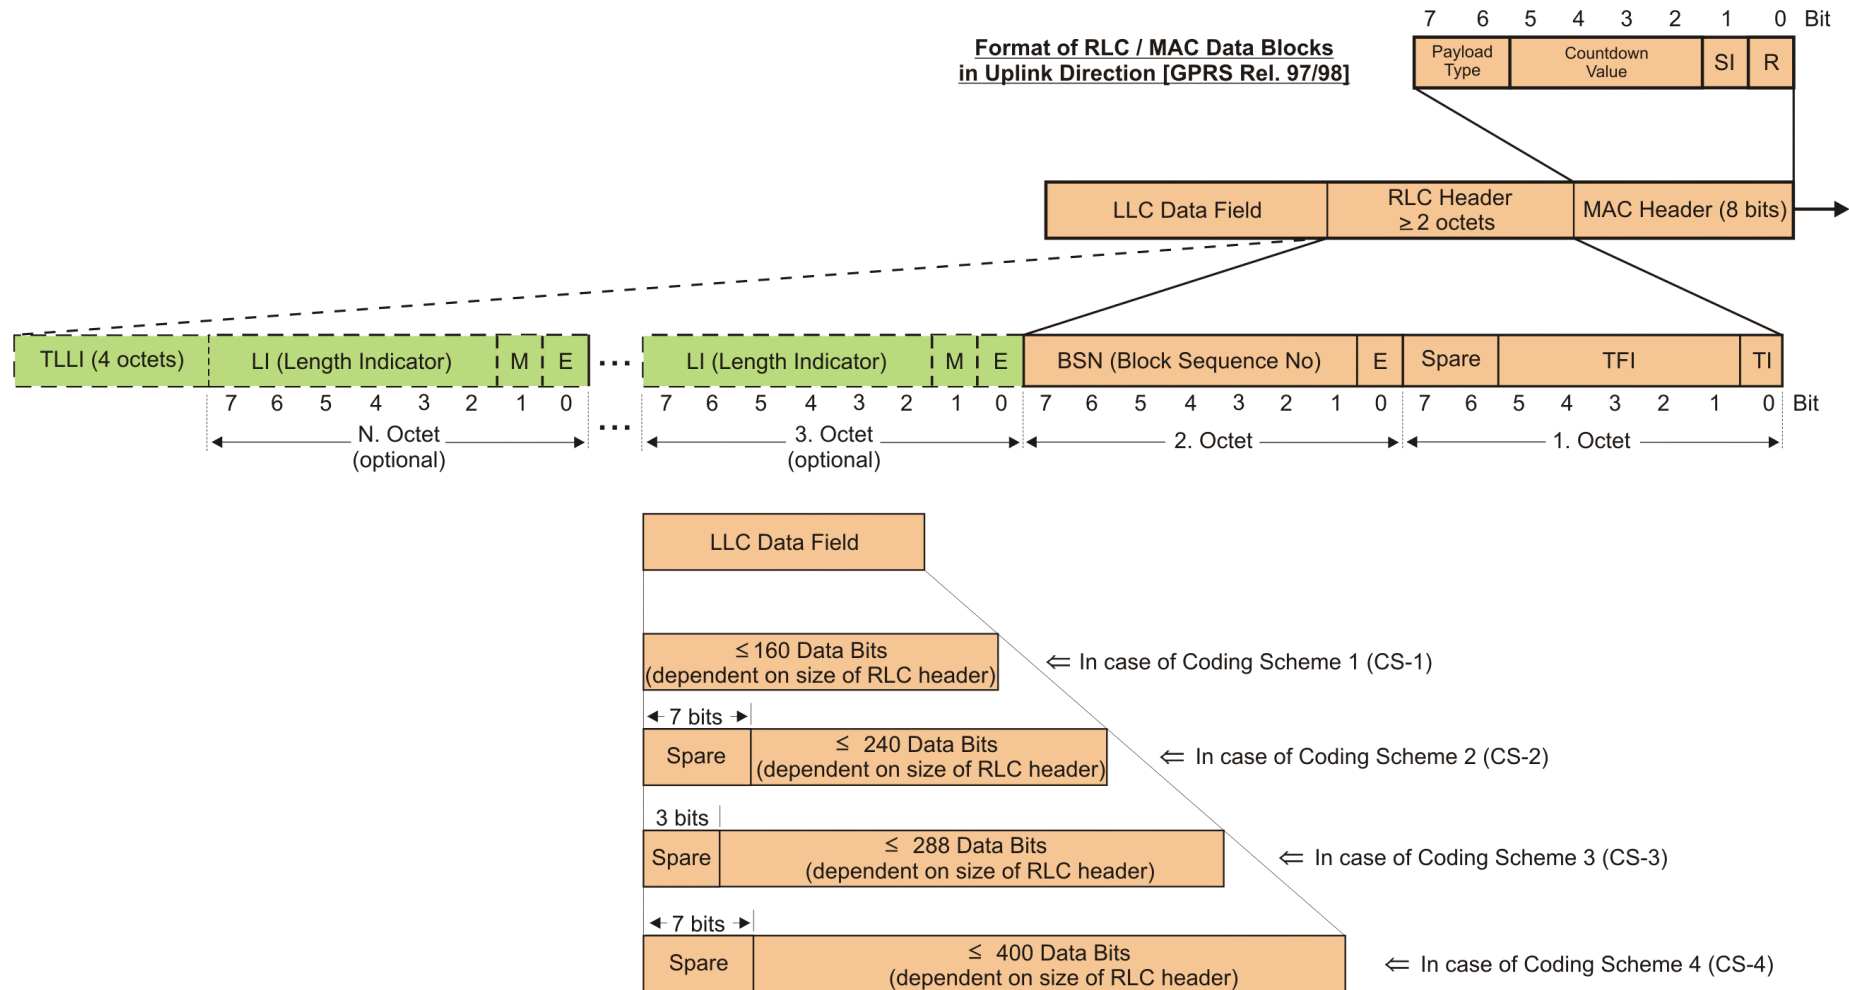 7 6 5 4 3 2 1 0 Bit
Format of RLC / MAC Data Blocks
in Uplink Direction [GPRS Rel. 97/98]
Payload
Type
Countdown
Value
SI
R
LLC Data Field
RLC Header
≥ 2 octets
MAC Header (8 bits)
TLLI (4 octets)
LI (Length Indicator)
M
E
...
LI (Length Indicator)
M
E
BSN (Block Sequence No)
E
Spare
TFI
TI
7 6 5 4 3 2 1 0 ... 7 6 5 4 3 2 1 0 7 6 5 4 3 2 1 0 7 6 5 4 3 2 1 0 Bit
N. Octet
(optional)
3. Octet
(optional)
2. Octet
1. Octet
LLC Data Field
≤ 160 Data Bits
(dependent on size of RLC header)
⇐ In case of Coding Scheme 1 (CS-1)
7 bits
Spare
≤ 240 Data Bits
(dependent on size of RLC header)
⇐ In case of Coding Scheme 2 (CS-2)
3 bits
Spare
≤ 288 Data Bits
(dependent on size of RLC header)
⇐ In case of Coding Scheme 3 (CS-3)
7 bits
Spare
≤ 400 Data Bits
(dependent on size of RLC header)
⇐ In case of Coding Scheme 4 (CS-4)